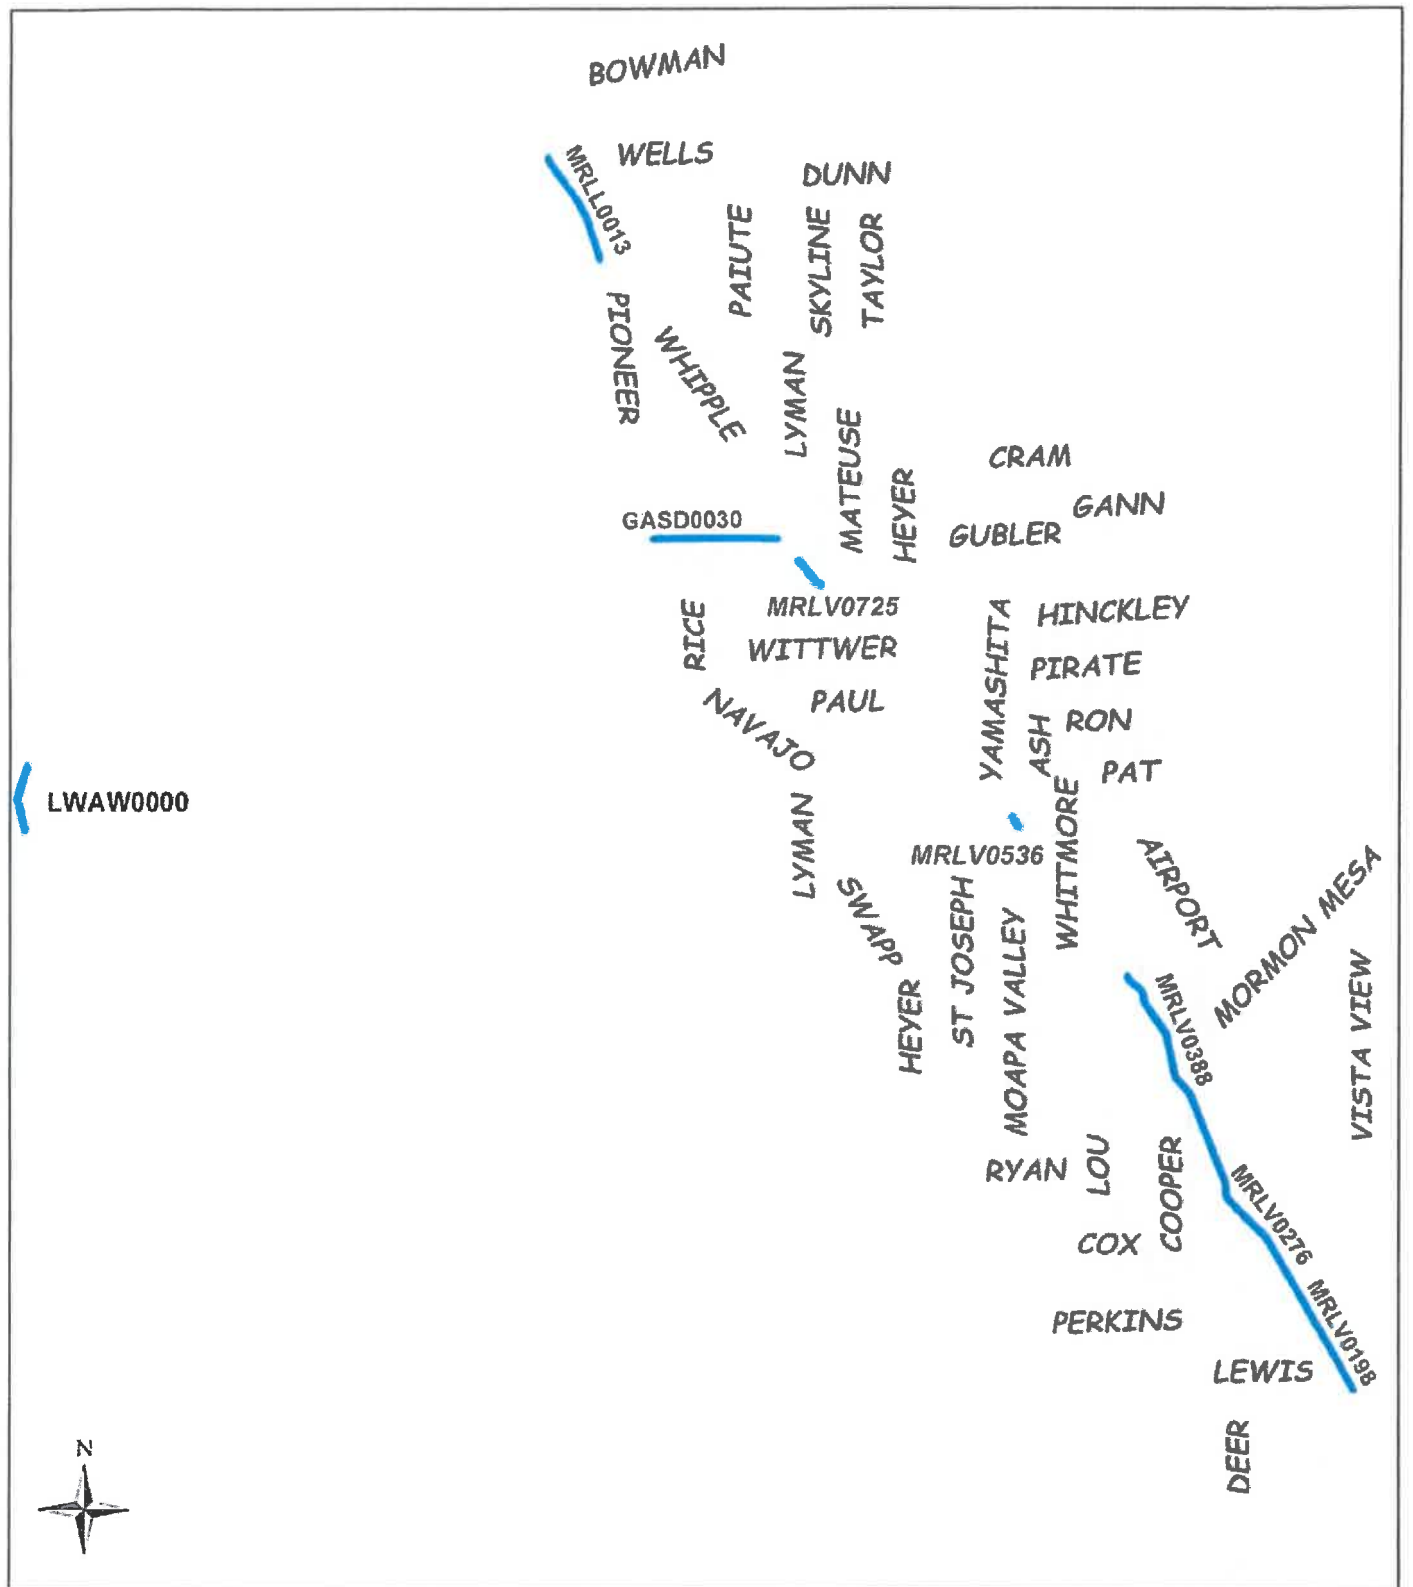 BOWMAN
WELLS
MRLL0013
DUNN
PAIUTE
SKYLINE
TAYLOR
PIONEER
WHIPPLE
LYMAN
MATEUSE
HEYER
CRAM
GANN
GUBLER
GASD0030
MRLV0725
RICE
WITTWER
YAMASHITA
HINCKLEY
PIRATE
PAUL
NAVAJO
ASH
RON
PAT
LWAW0000
LYMAN
WHITMORE
MRLV0536
AIRPORT
MORMON MESA
SWAPP
ST JOSEPH
MOAPA VALLEY
HEYER
MRLV0388
VISTA VIEW
RYAN
LOU
COOPER
MRLV0276
COX
PERKINS
MRLV0198
LEWIS
DEER
N